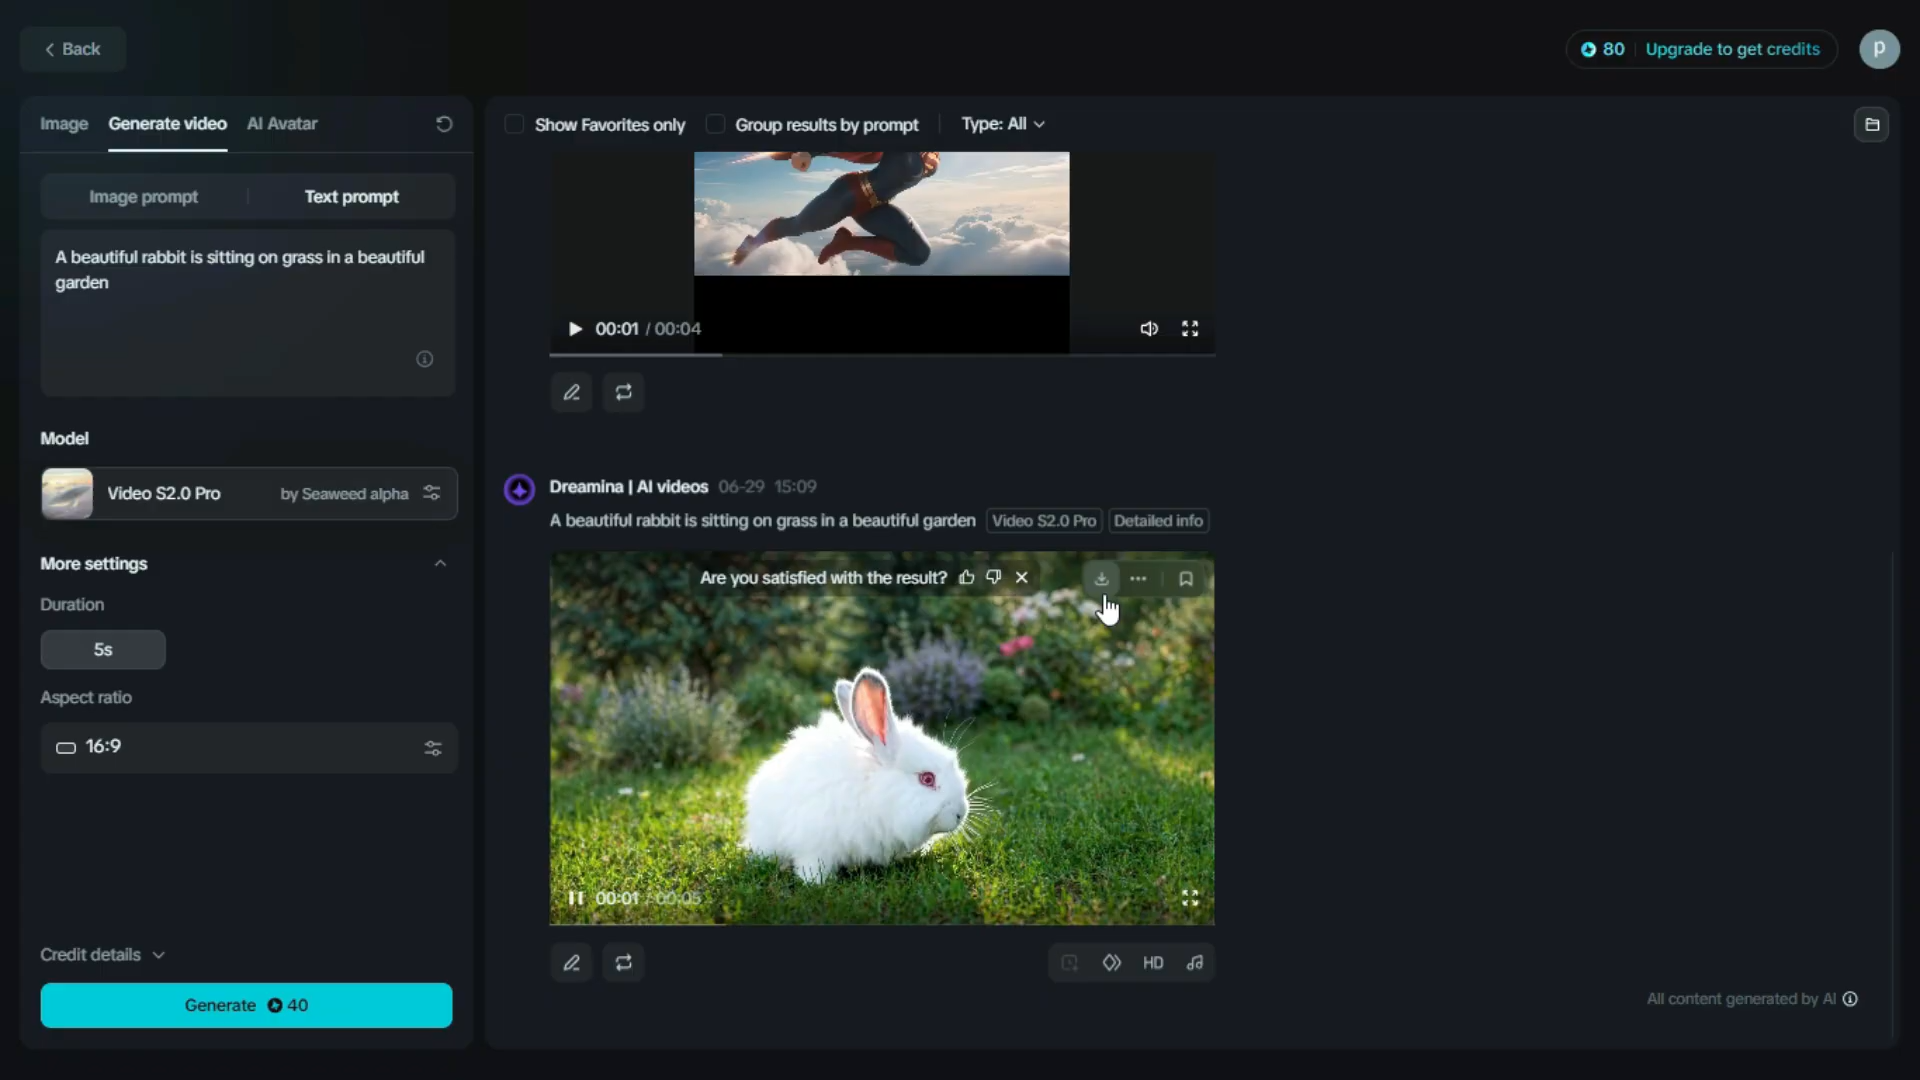 Back
80
Upgrade to get credits
p
Image
Generate video
AI Avatar
Show Favorites only
Group results by prompt
Type: All
Image prompt
Text prompt
A beautiful rabbit is sitting on grass in a beautiful
garden
Model
Video S2.0 Pro
by Seaweed alpha
More settings
Duration
5s
Aspect ratio
16:9
Credit details
Generate 40
00:01 / 00:04
Dreamina | AI videos 06-29 15:09
A beautiful rabbit is sitting on grass in a beautiful garden Video S2.0 Pro Detailed info
Are you satisfied with the result?
00:01 / 00:05
HD
All content generated by AI